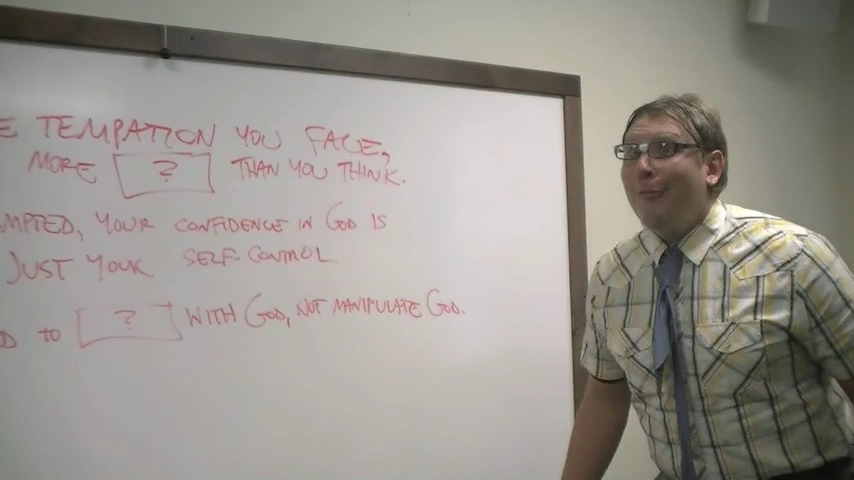 E TEMPATION YOU FACE,
MORE ? THAN YOU THINK.
MPTED, YOUR CONFIDENCE IN GOD IS
JUST YOUR SELF-CONTROL
D TO ? WITH GOD, NOT MANIPULATE GOD.